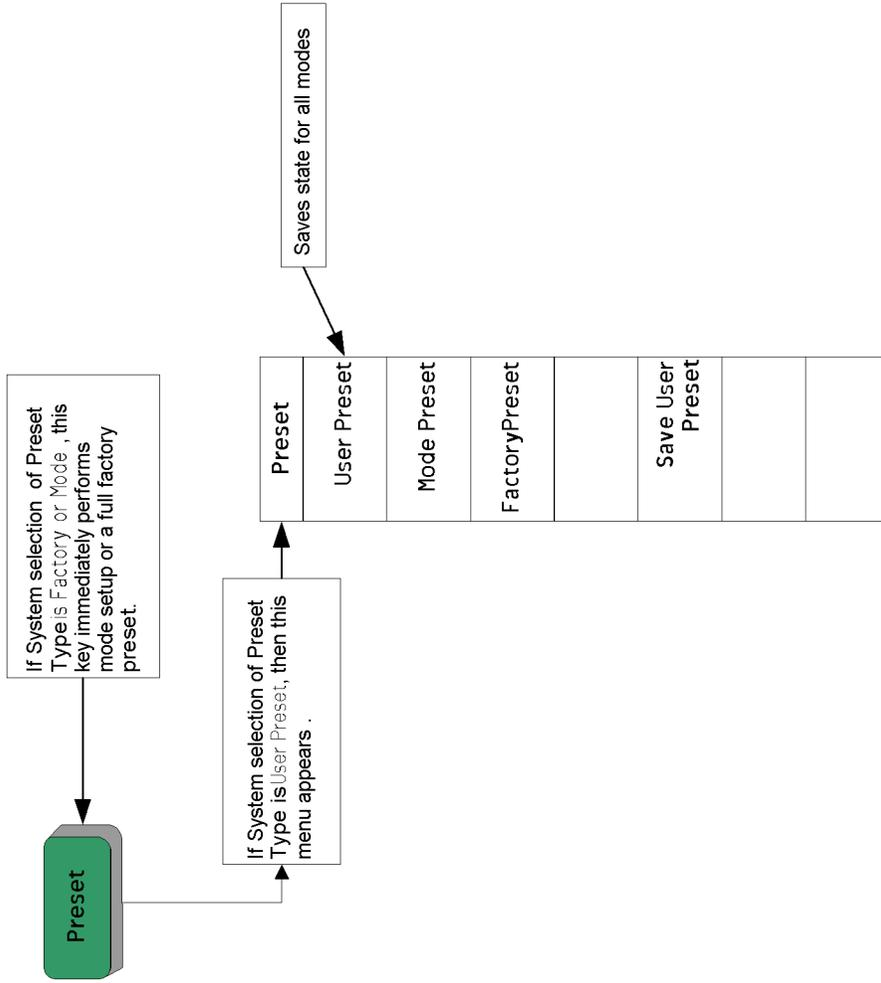 Preset
If System selection of Preset
Type is Factory or Mode , this
key immediately performs
mode setup or a full factory
preset.
If System selection of Preset
Type is User Preset, then this
menu appears .
Preset
User Preset
Mode Preset
FactoryPreset
Save User
Preset
Saves state for all modes